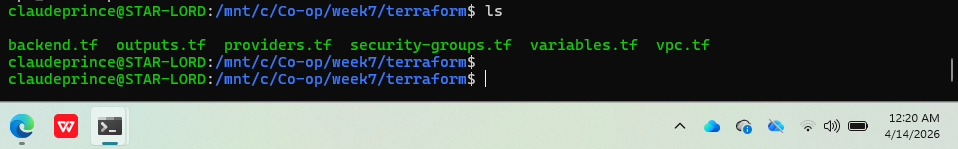 claudeprince@STAR-LORD:/mnt/c/Co-op/week7/terraform$ ls
backend.tf  outputs.tf  providers.tf  security-groups.tf  variables.tf  vpc.tf
claudeprince@STAR-LORD:/mnt/c/Co-op/week7/terraform$
claudeprince@STAR-LORD:/mnt/c/Co-op/week7/terraform$
12:20 AM
4/14/2026